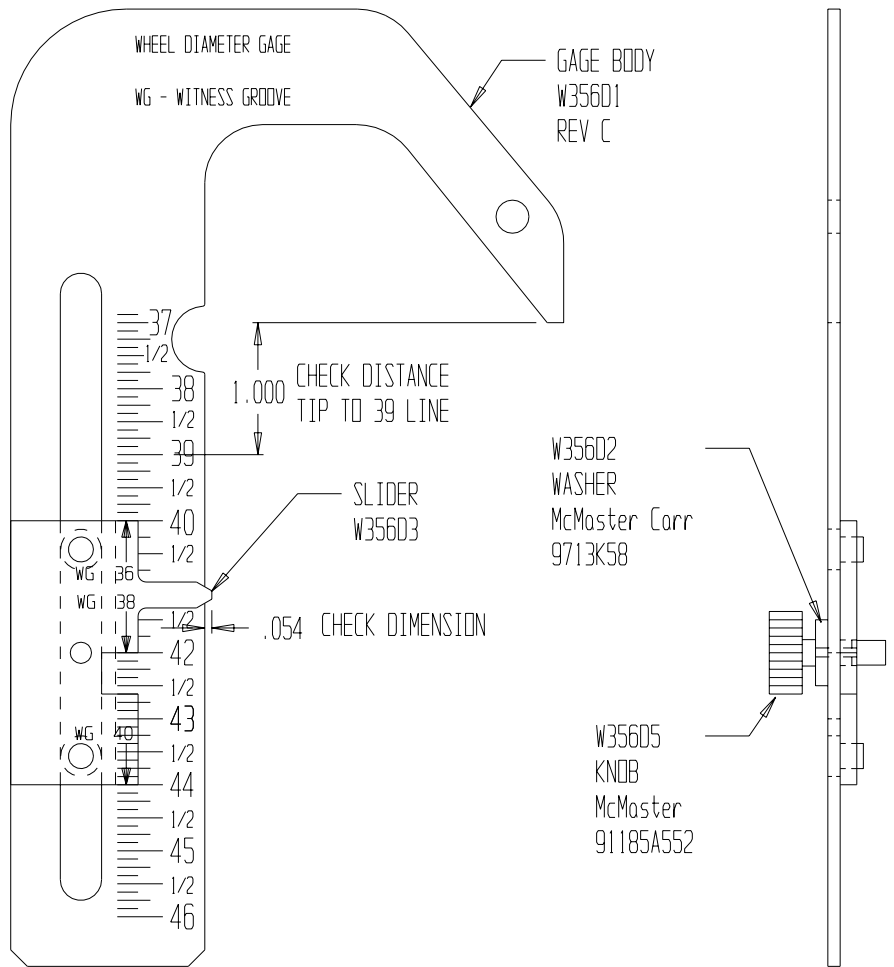 WHEEL DIAMETER GAGE
WG - WITNESS GROOVE
GAGE BODY
W356D1
REV C
37
1/2
38
1/2
39
1/2
40
1/2
1/2
42
1/2
43
1/2
44
1/2
45
1/2
46
1.000
CHECK DISTANCE
TIP TO 39 LINE
SLIDER
W356D3
WG 36
WG 38
WG 40
.054 CHECK DIMENSION
W356D2
WASHER
McMaster Carr
9713K58
W356D5
KNOB
McMaster
91185A552